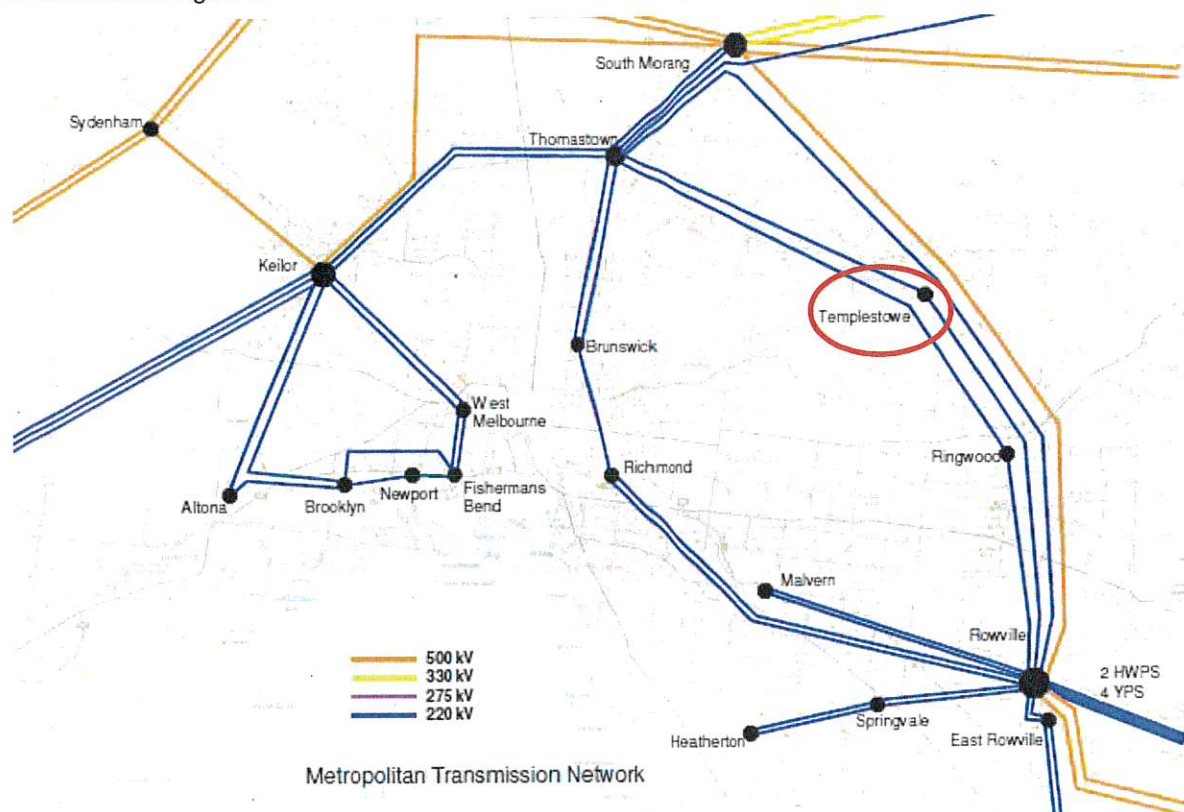 South Morang
Sydenham
Thomastown
Keilor
Templestowe
Brunswick
West
Melbourne
Ringwood
Richmond
Altona
Brooklyn
Newport
Fishermans
Bend
Malvern
Rowville
500 kV
330 kV
275 kV
220 kV
2 HWPS
4 YPS
Springvale
Heatherton
East Rowville
Metropolitan Transmission Network